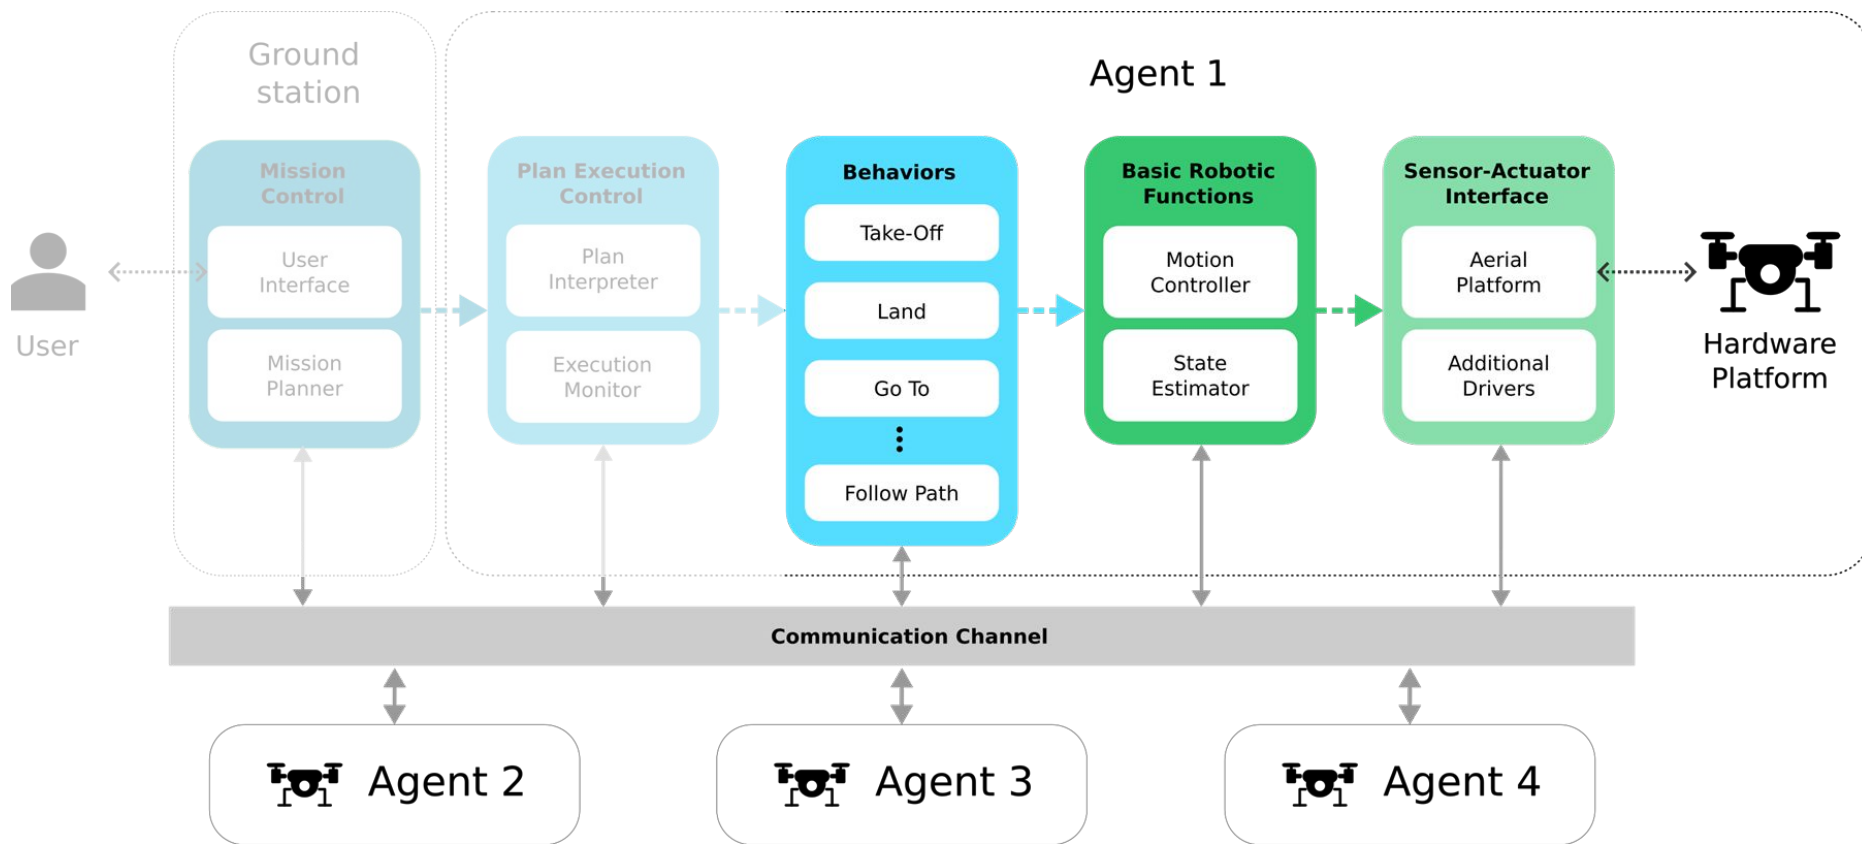 Ground
station
Agent 1
Mission
Control
User
Interface
Mission
Planner
Plan Execution
Control
Plan
Interpreter
Execution
Monitor
Behaviors
Take-Off
Land
Go To
Follow Path
Basic Robotic
Functions
Motion
Controller
State
Estimator
Sensor-Actuator
Interface
Aerial
Platform
Additional
Drivers
User
Hardware
Platform
Communication Channel
Agent 2
Agent 3
Agent 4